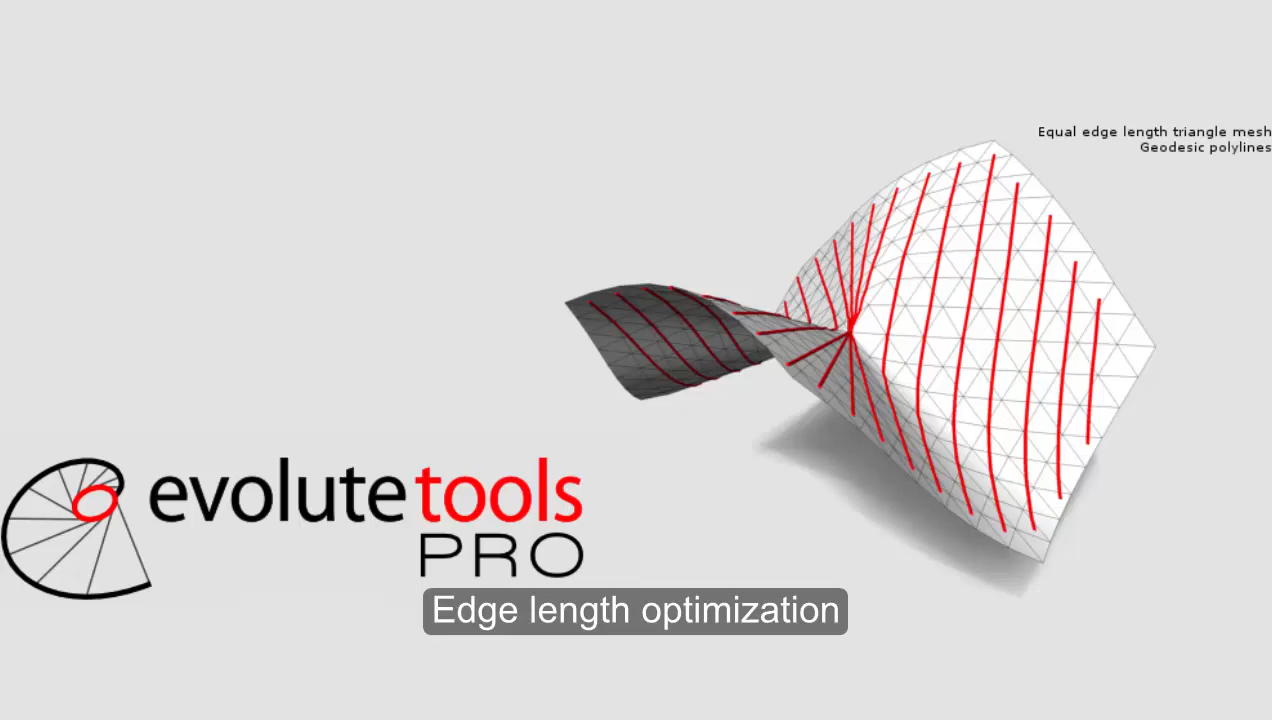 Equal edge length triangle mesh
Geodesic polylines
evolutetools
PRO
Edge length optimization